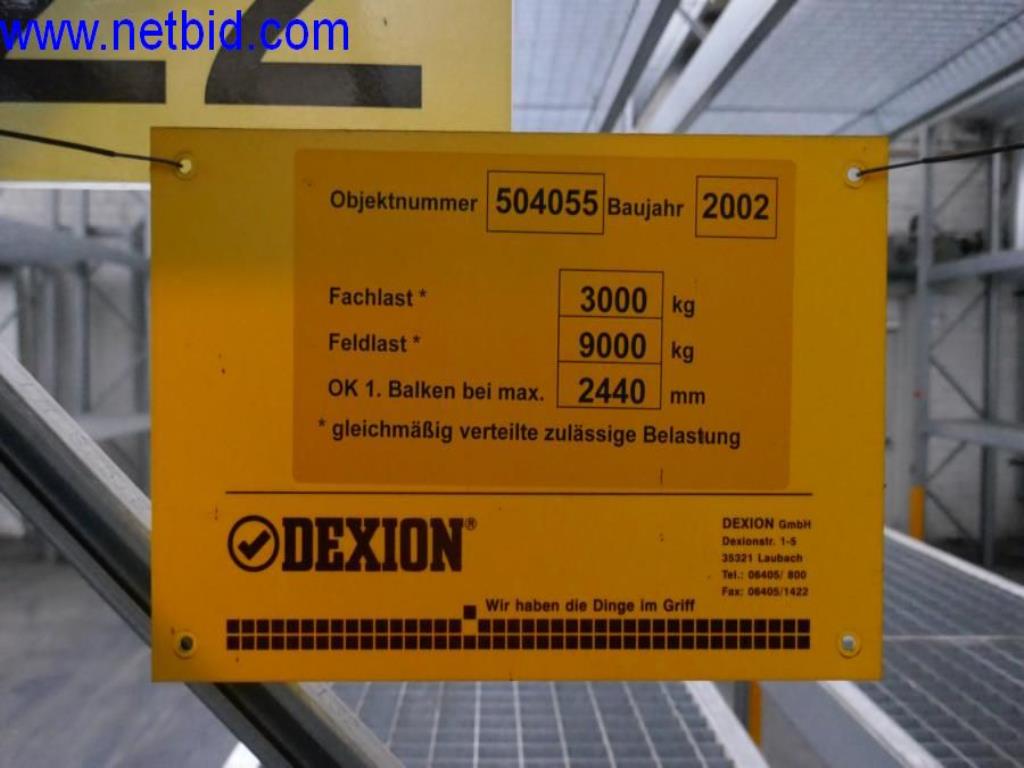 www.netbid.com
22
Objektnummer 504055 Baujahr 2002
Fachlast * 3000 kg
Feldlast * 9000 kg
OK 1. Balken bei max. 2440 mm
* gleichmäßig verteilte zulässige Belastung
DEXION®
DEXION GmbH
Dexionstr. 1-5
35321 Laubach
Tel.: 06405/ 800
Fax: 06405/1422
Wir haben die Dinge im Griff